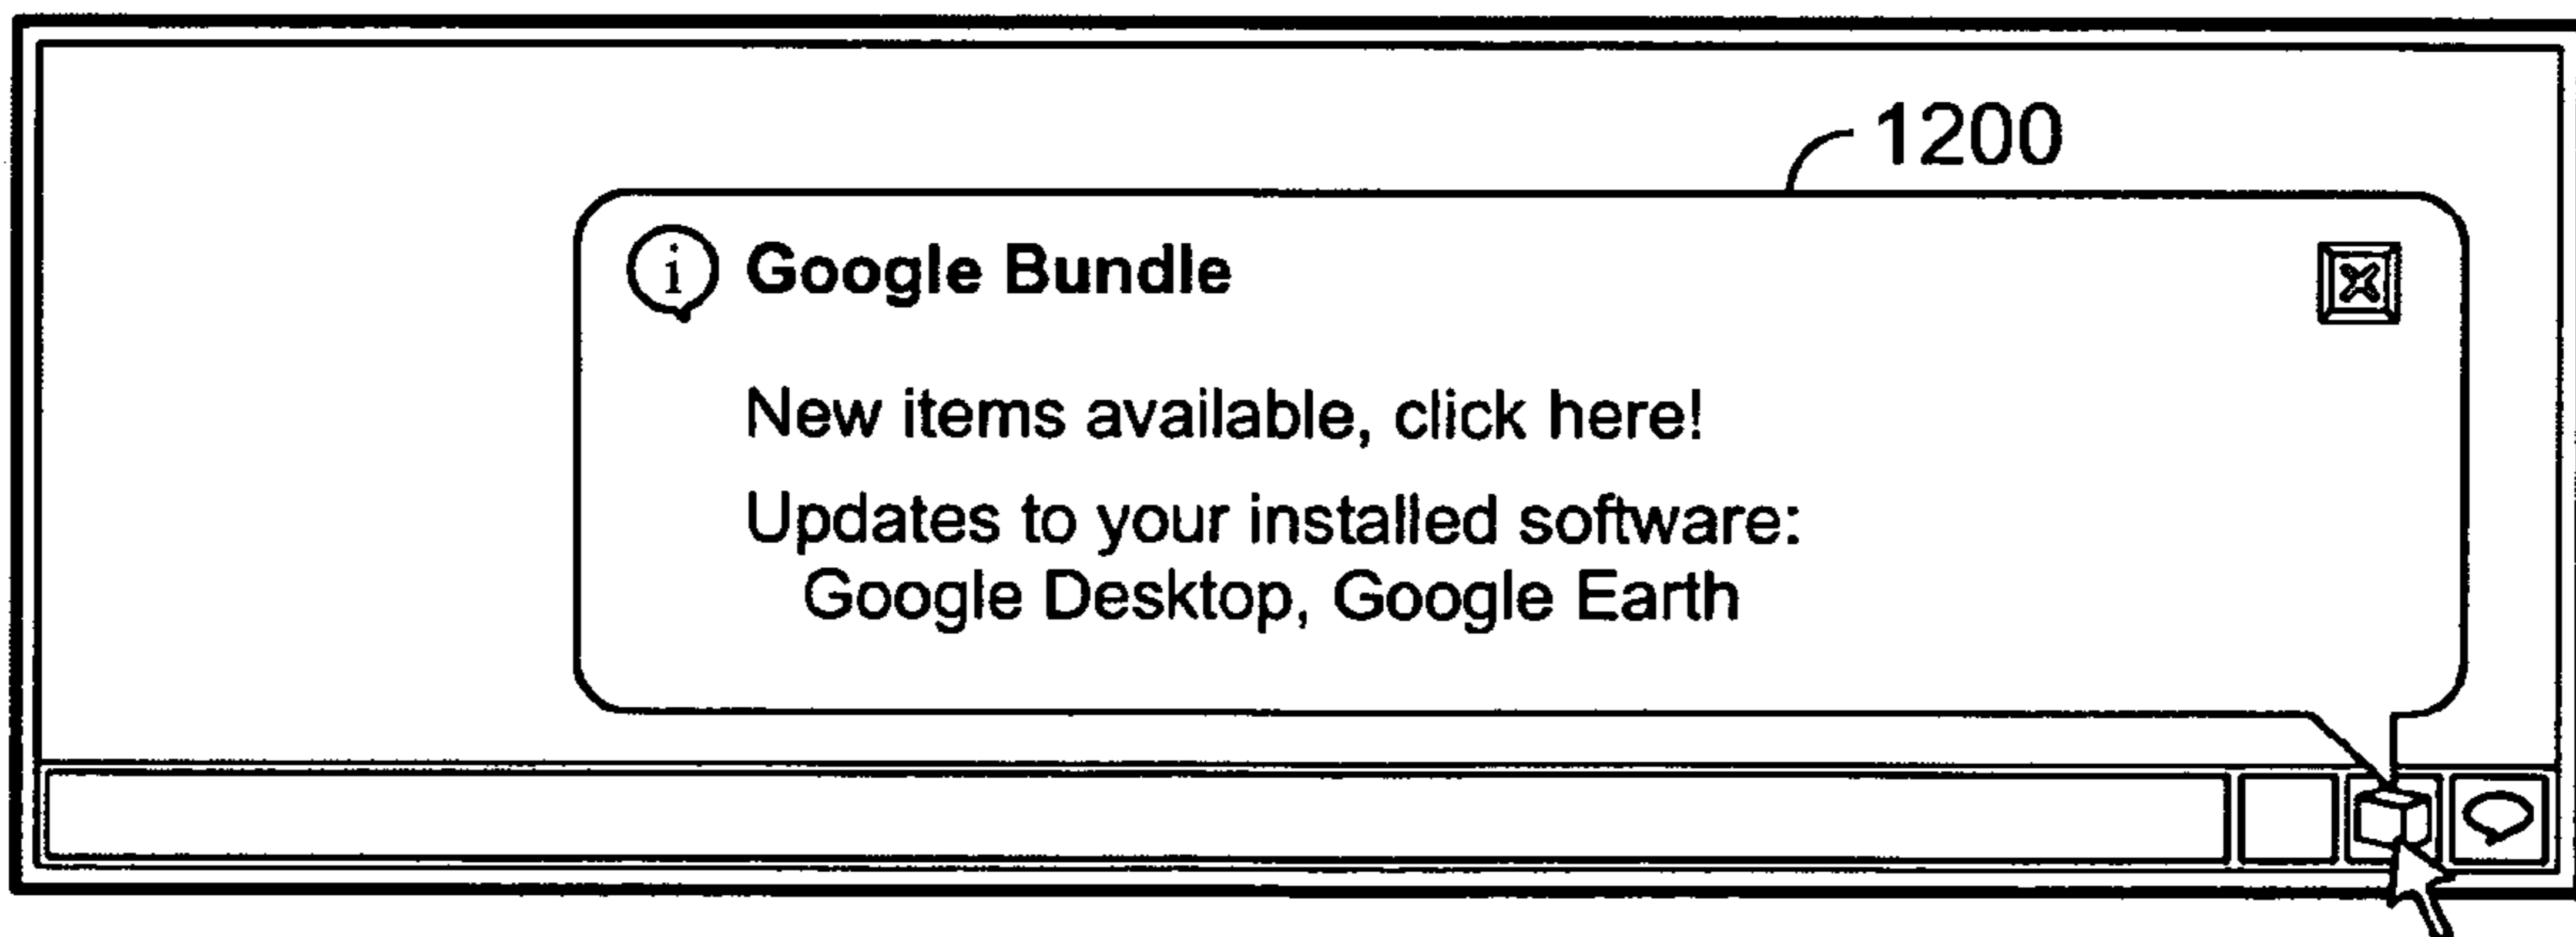 1200
i Google Bundle
New items available, click here!
Updates to your installed software:
Google Desktop, Google Earth